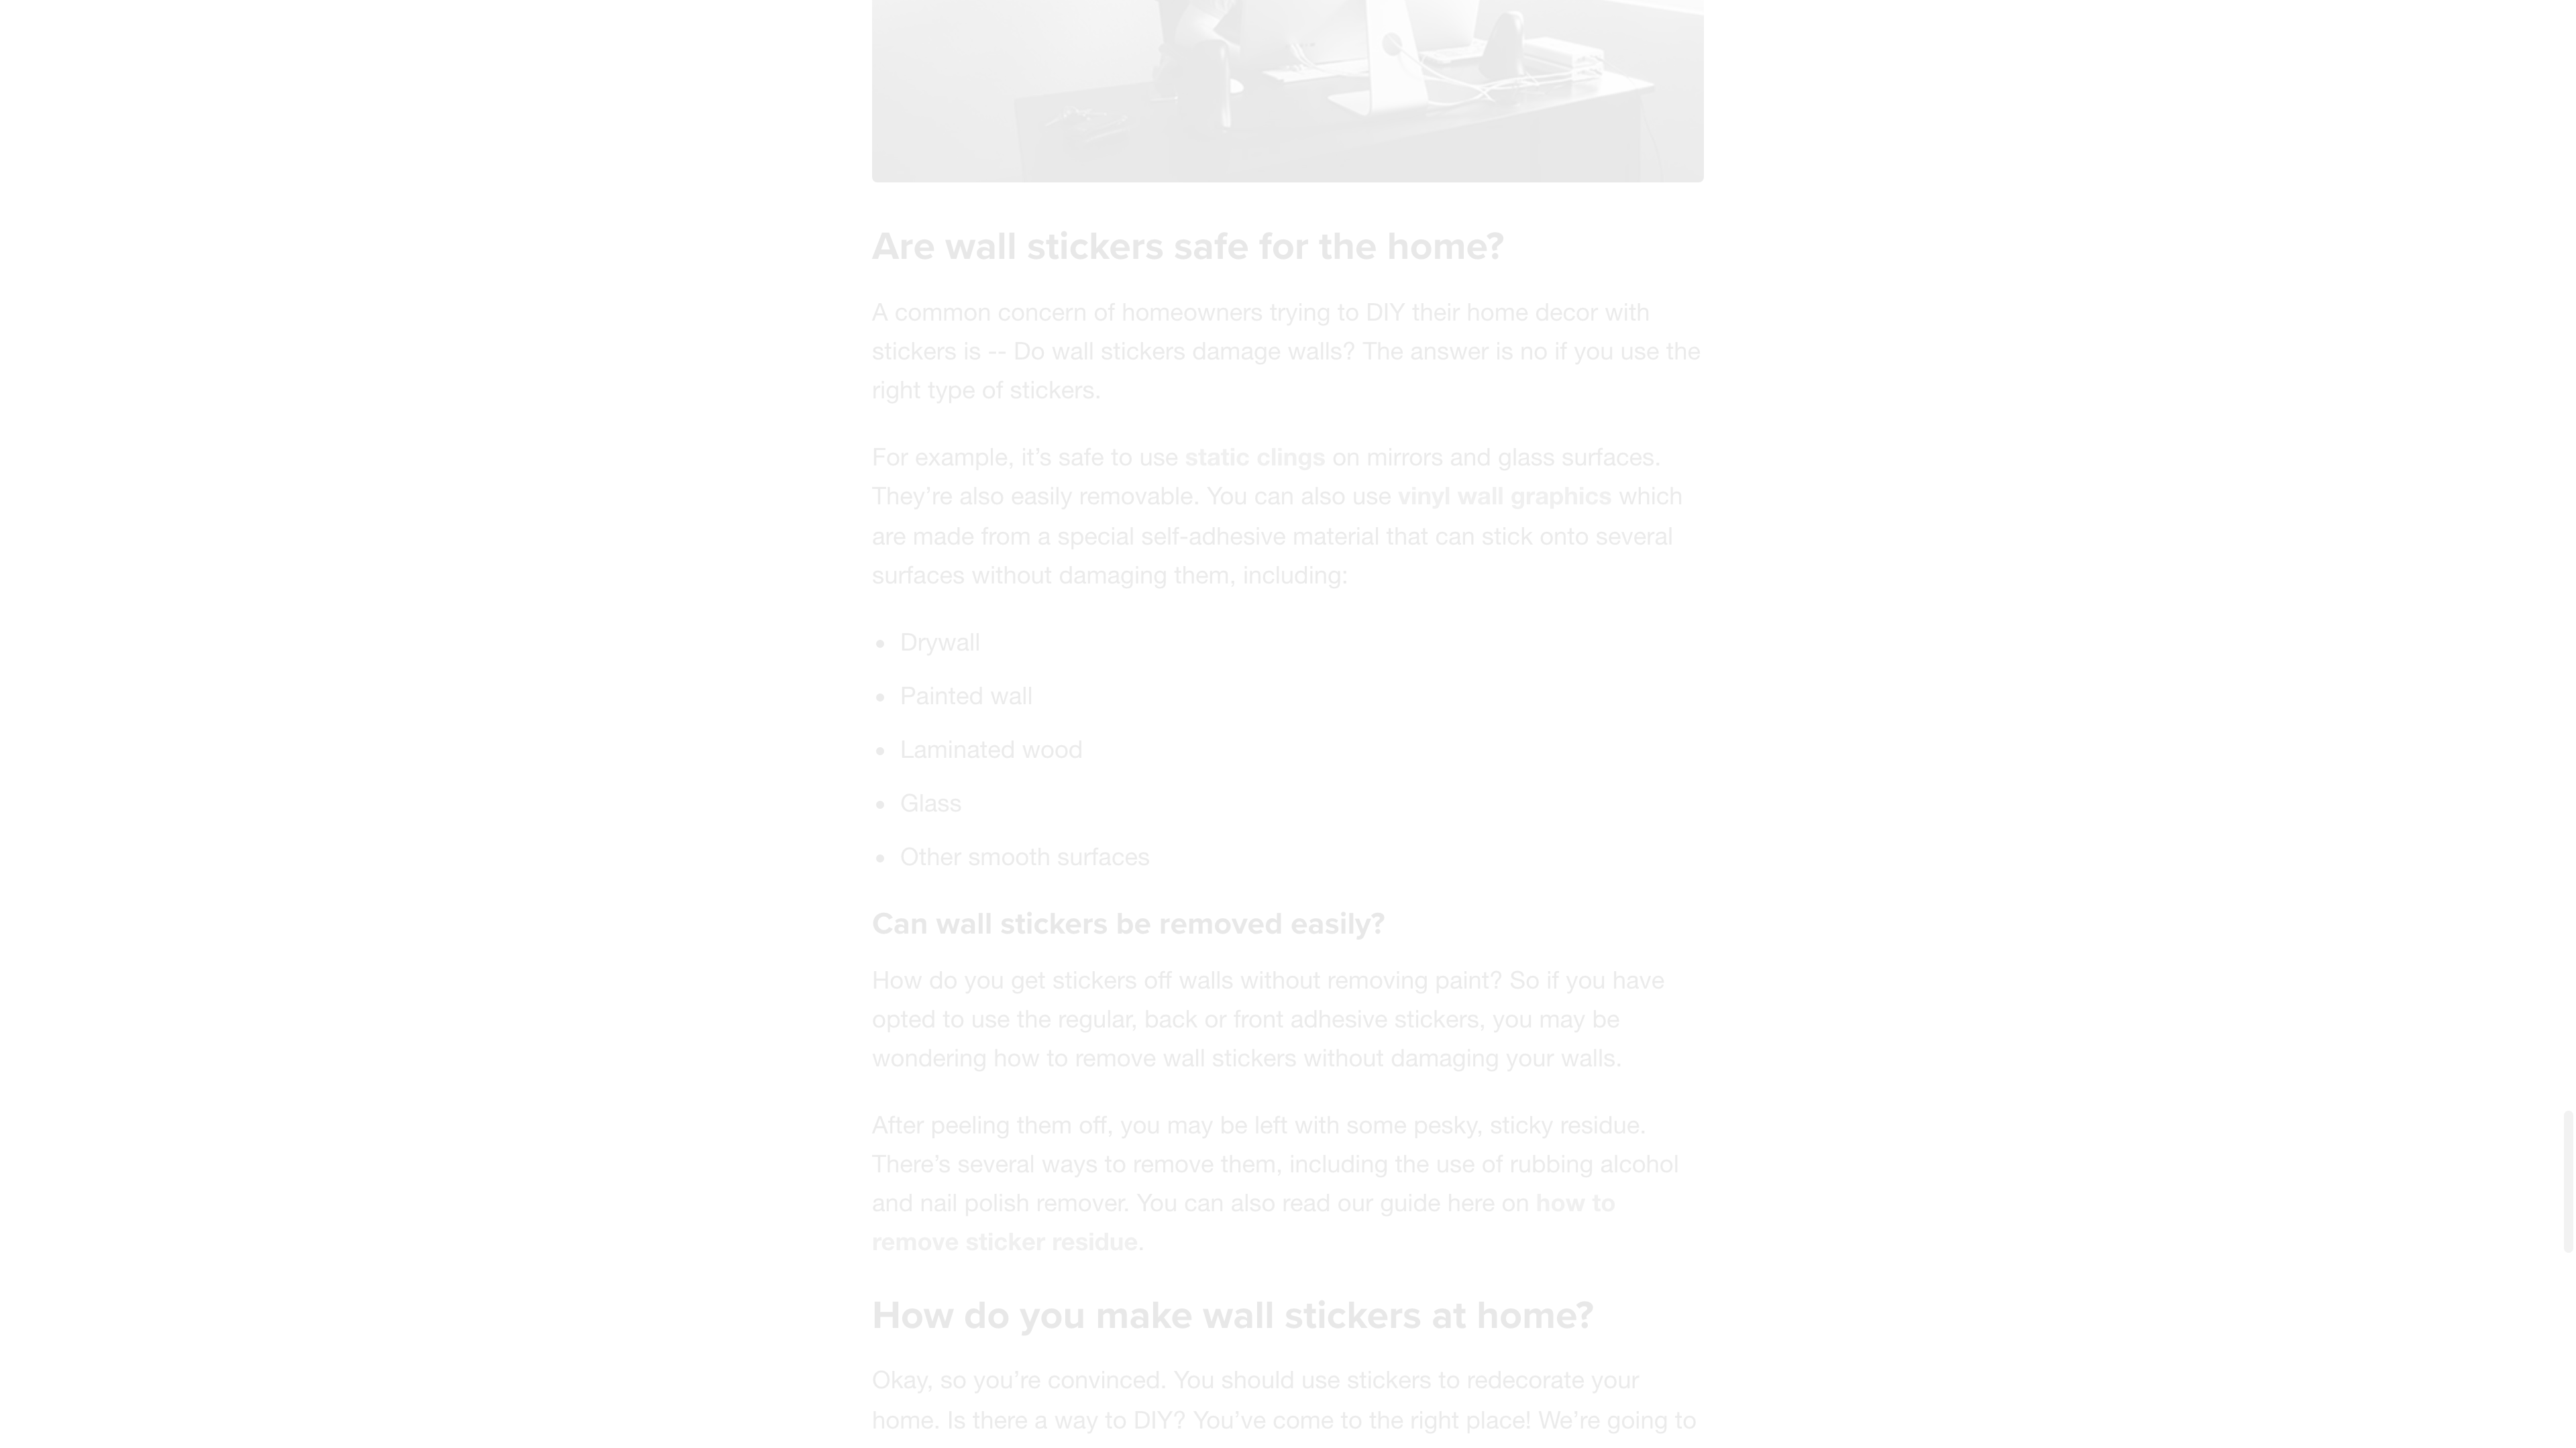 Are wall stickers safe for the home?
A common concern of homeowners trying to DIY their home decor with
stickers is -- Do wall stickers damage walls? The answer is no if you use the
right type of stickers.
For example, it’s safe to use static clings on mirrors and glass surfaces.
They’re also easily removable. You can also use vinyl wall graphics which
are made from a special self-adhesive material that can stick onto several
surfaces without damaging them, including:
• Drywall
• Painted wall
• Laminated wood
• Glass
• Other smooth surfaces
Can wall stickers be removed easily?
How do you get stickers off walls without removing paint? So if you have
opted to use the regular, back or front adhesive stickers, you may be
wondering how to remove wall stickers without damaging your walls.
After peeling them off, you may be left with some pesky, sticky residue.
There’s several ways to remove them, including the use of rubbing alcohol
and nail polish remover. You can also read our guide here on how to
remove sticker residue.
How do you make wall stickers at home?
Okay, so you’re convinced. You should use stickers to redecorate your
home. Is there a way to DIY? You’ve come to the right place! We’re going to